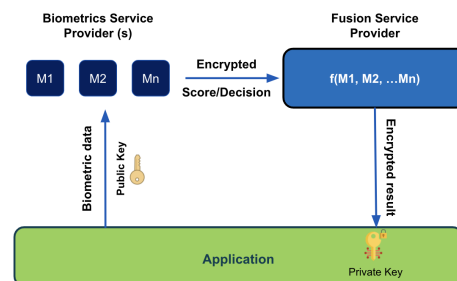 Biometrics Service
Provider (s)
Fusion Service
Provider
M1
M2
Mn
Encrypted
Score/Decision
f(M1, M2, ...Mn)
Biometric data
Public Key
Encrypted result
Application
Private Key